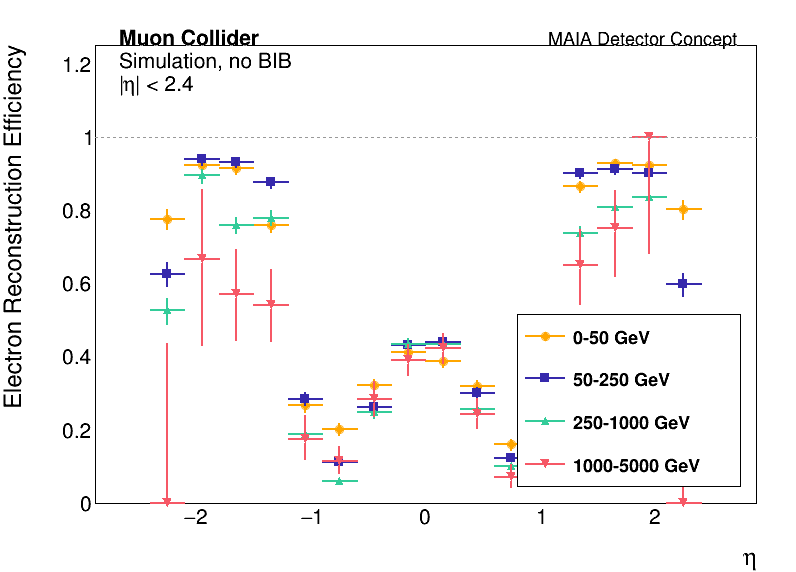 Muon Collider
MAIA Detector Concept
Simulation, no BIB
|η| < 2.4
Electron Reconstruction Efficiency
1.2
1
0.8
0.6
0.4
0.2
0
0-50 GeV
50-250 GeV
250-1000 GeV
1000-5000 GeV
−2 −1 0 1 2
η